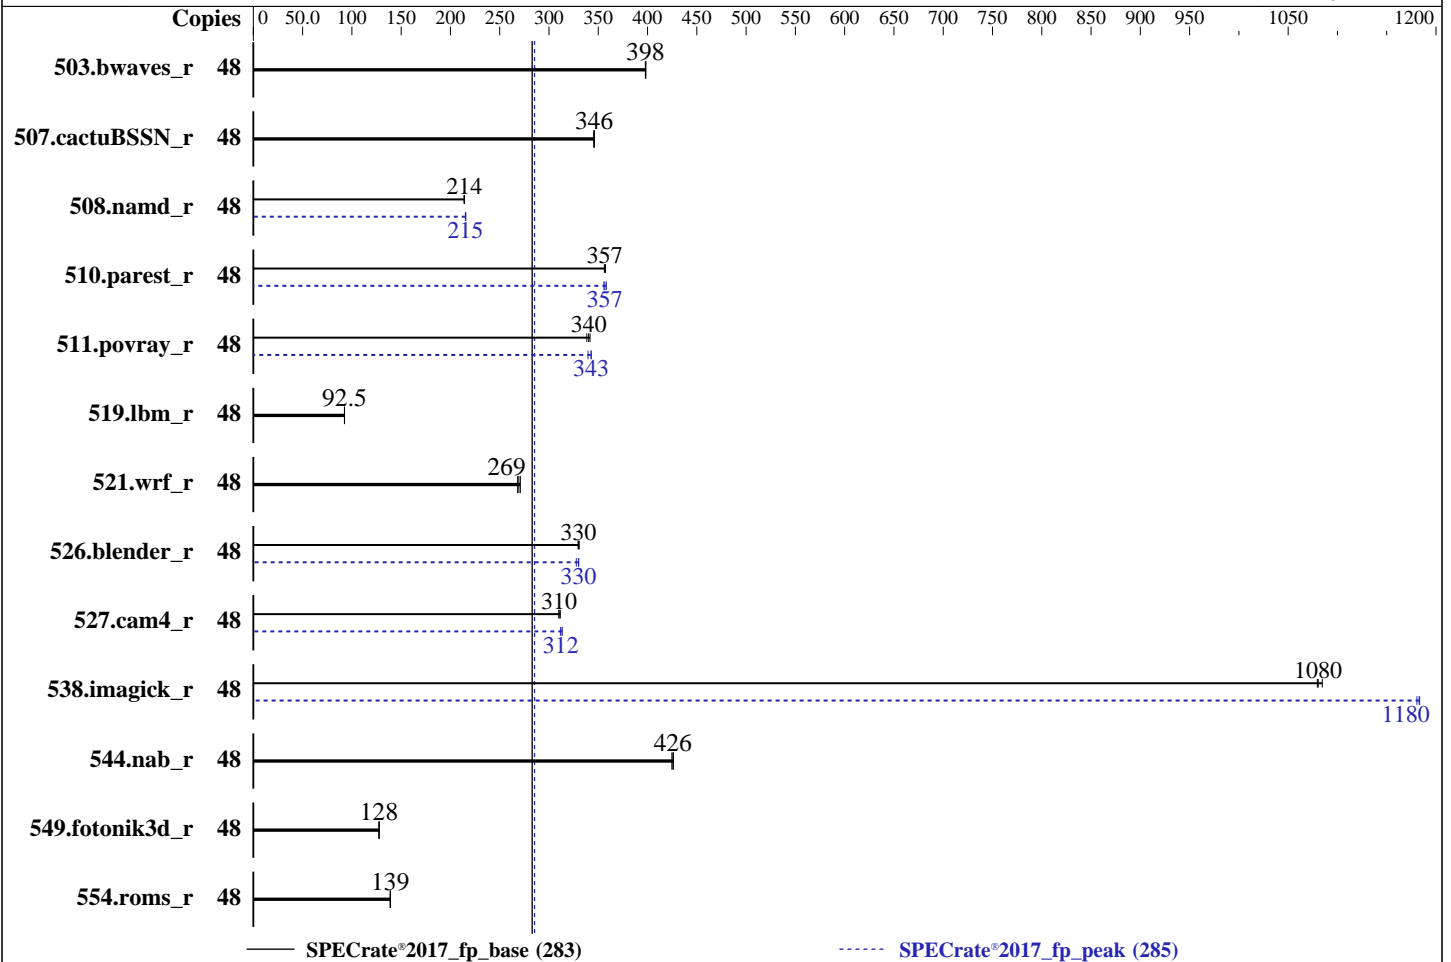 Copies 0 50.0 100 150 200 250 300 350 400 450 500 550 600 650 700 750 800 850 900 950 1050 1200
398
503.bwaves_r 48
346
507.cactuBSSN_r 48
214
508.namd_r 48
215
357
510.parest_r 48
357
340
511.povray_r 48
343
92.5
519.lbm_r 48
269
521.wrf_r 48
330
526.blender_r 48
330
310
527.cam4_r 48
312
1080
538.imagick_r 48
1180
426
544.nab_r 48
128
549.fotonik3d_r 48
139
554.roms_r 48
SPECrate®2017_fp_base (283) SPECrate®2017_fp_peak (285)